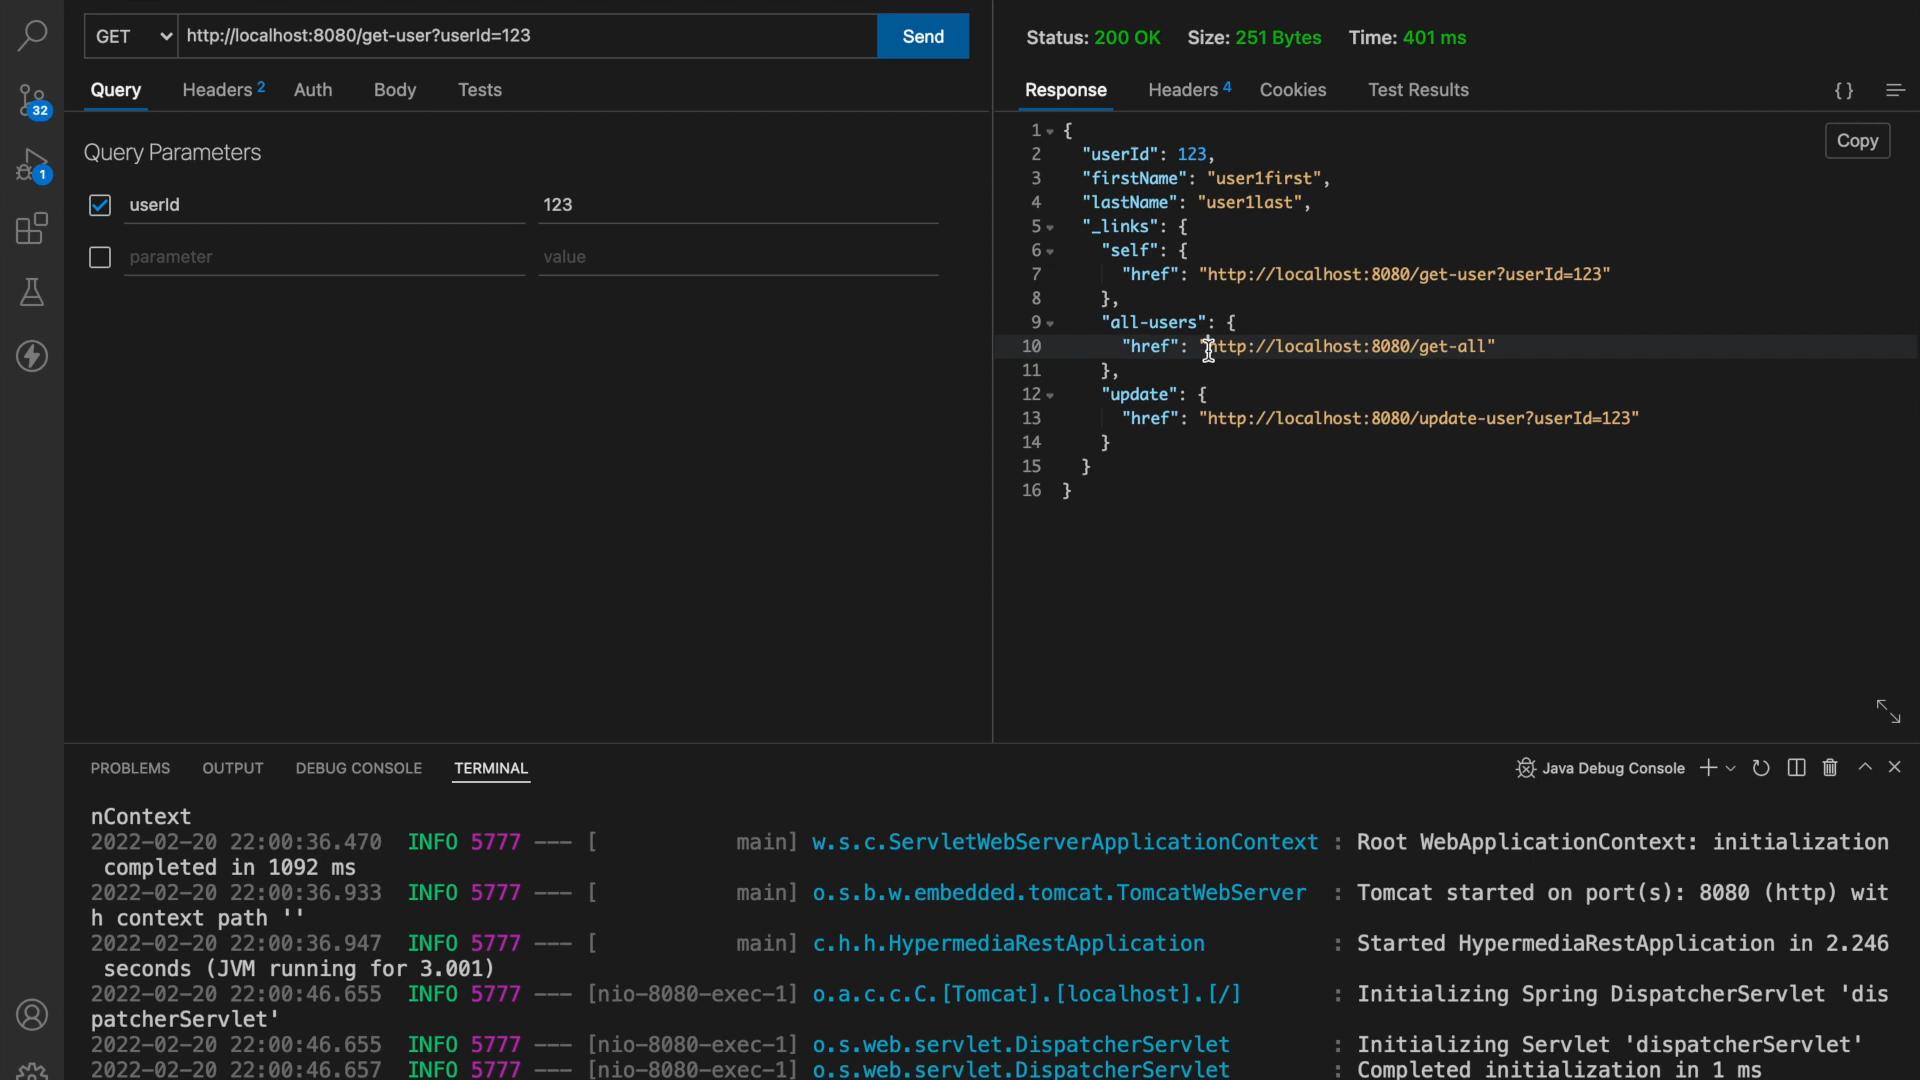 GET
http://localhost:8080/get-user?userId=123
Send
Query
Headers 2
Auth
Body
Tests
32
1
Query Parameters
userId
123
parameter
value
Status: 200 OK
Size: 251 Bytes
Time: 401 ms
Response
Headers 4
Cookies
Test Results
{}
Copy
1 {
2 "userId": 123,
3 "firstName": "user1first",
4 "lastName": "user1last",
5 "_links": {
6 "self": {
7 "href": "http://localhost:8080/get-user?userId=123"
8 },
9 "all-users": {
10 "href": "http://localhost:8080/get-all"
11 },
12 "update": {
13 "href": "http://localhost:8080/update-user?userId=123"
14 }
15 }
16 }
PROBLEMS
OUTPUT
DEBUG CONSOLE
TERMINAL
Java Debug Console
nContext
2022-02-20 22:00:36.470 INFO 5777 --- [ main] w.s.c.ServletWebServerApplicationContext : Root WebApplicationContext: initialization
completed in 1092 ms
2022-02-20 22:00:36.933 INFO 5777 --- [ main] o.s.b.w.embedded.tomcat.TomcatWebServer : Tomcat started on port(s): 8080 (http) wit
h context path ''
2022-02-20 22:00:36.947 INFO 5777 --- [ main] c.h.h.HypermediaRestApplication : Started HypermediaRestApplication in 2.246
seconds (JVM running for 3.001)
2022-02-20 22:00:46.655 INFO 5777 --- [nio-8080-exec-1] o.a.c.c.C.[Tomcat].[localhost].[/] : Initializing Spring DispatcherServlet 'dis
patcherServlet'
2022-02-20 22:00:46.655 INFO 5777 --- [nio-8080-exec-1] o.s.web.servlet.DispatcherServlet : Initializing Servlet 'dispatcherServlet'
2022-02-20 22:00:46.657 INFO 5777 --- [nio-8080-exec-1] o.s.web.servlet.DispatcherServlet : Completed initialization in 1 ms